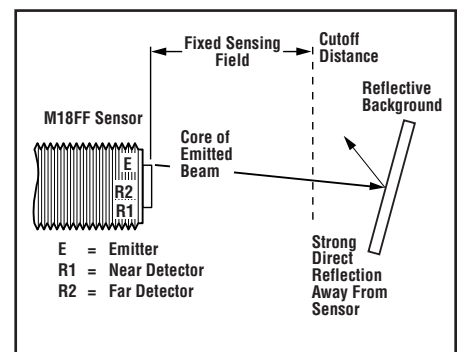 Fixed Sensing
Field
Cutoff
Distance
Reflective
Background
M18FF Sensor
Core of
Emitted
Beam
E
R2
R1
Strong
Direct
Reflection
Away From
Sensor
E = Emitter
R1 = Near Detector
R2 = Far Detector